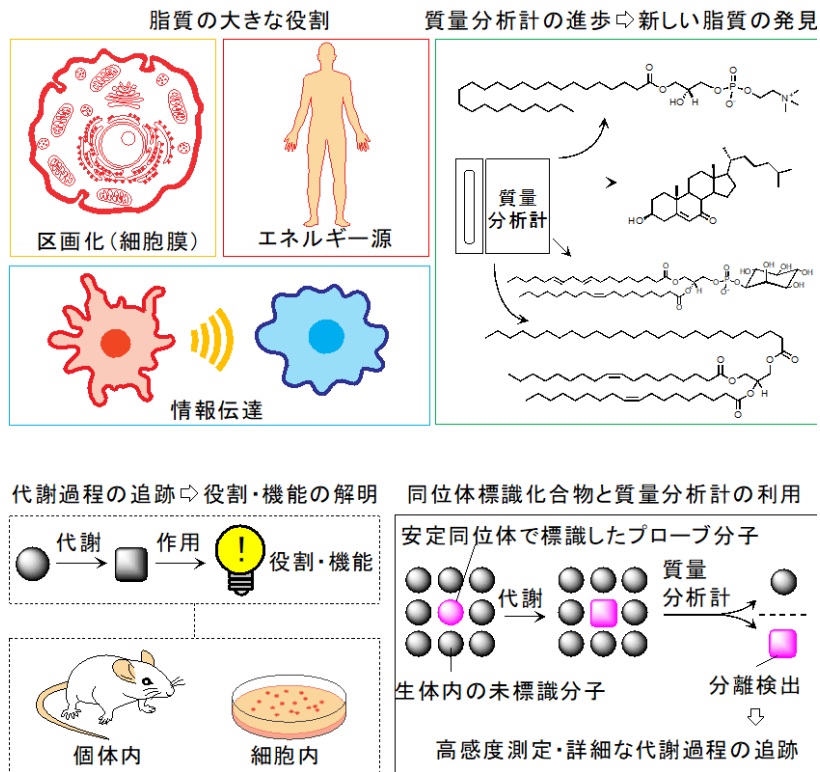 脂質の大きな役割
質量分析計の進歩⇨新しい脂質の発見
区画化（細胞膜）
エネルギー源
情報伝達
質量
分析計
O
O
HO
H
O
P
O
O⁻
O
N⁺
HO
O
O
O
O
O
H
O
P
O
O⁻
O
HO
OH
OH
HO
OH
O
O
O
O
O
H
O
代謝過程の追跡⇨役割・機能の解明
代謝
作用
!
役割・機能
個体内
細胞内
同位体標識化合物と質量分析計の利用
安定同位体で標識したプローブ分子
代謝
質量
分析計
生体内の未標識分子
分離検出
高感度測定・詳細な代謝過程の追跡